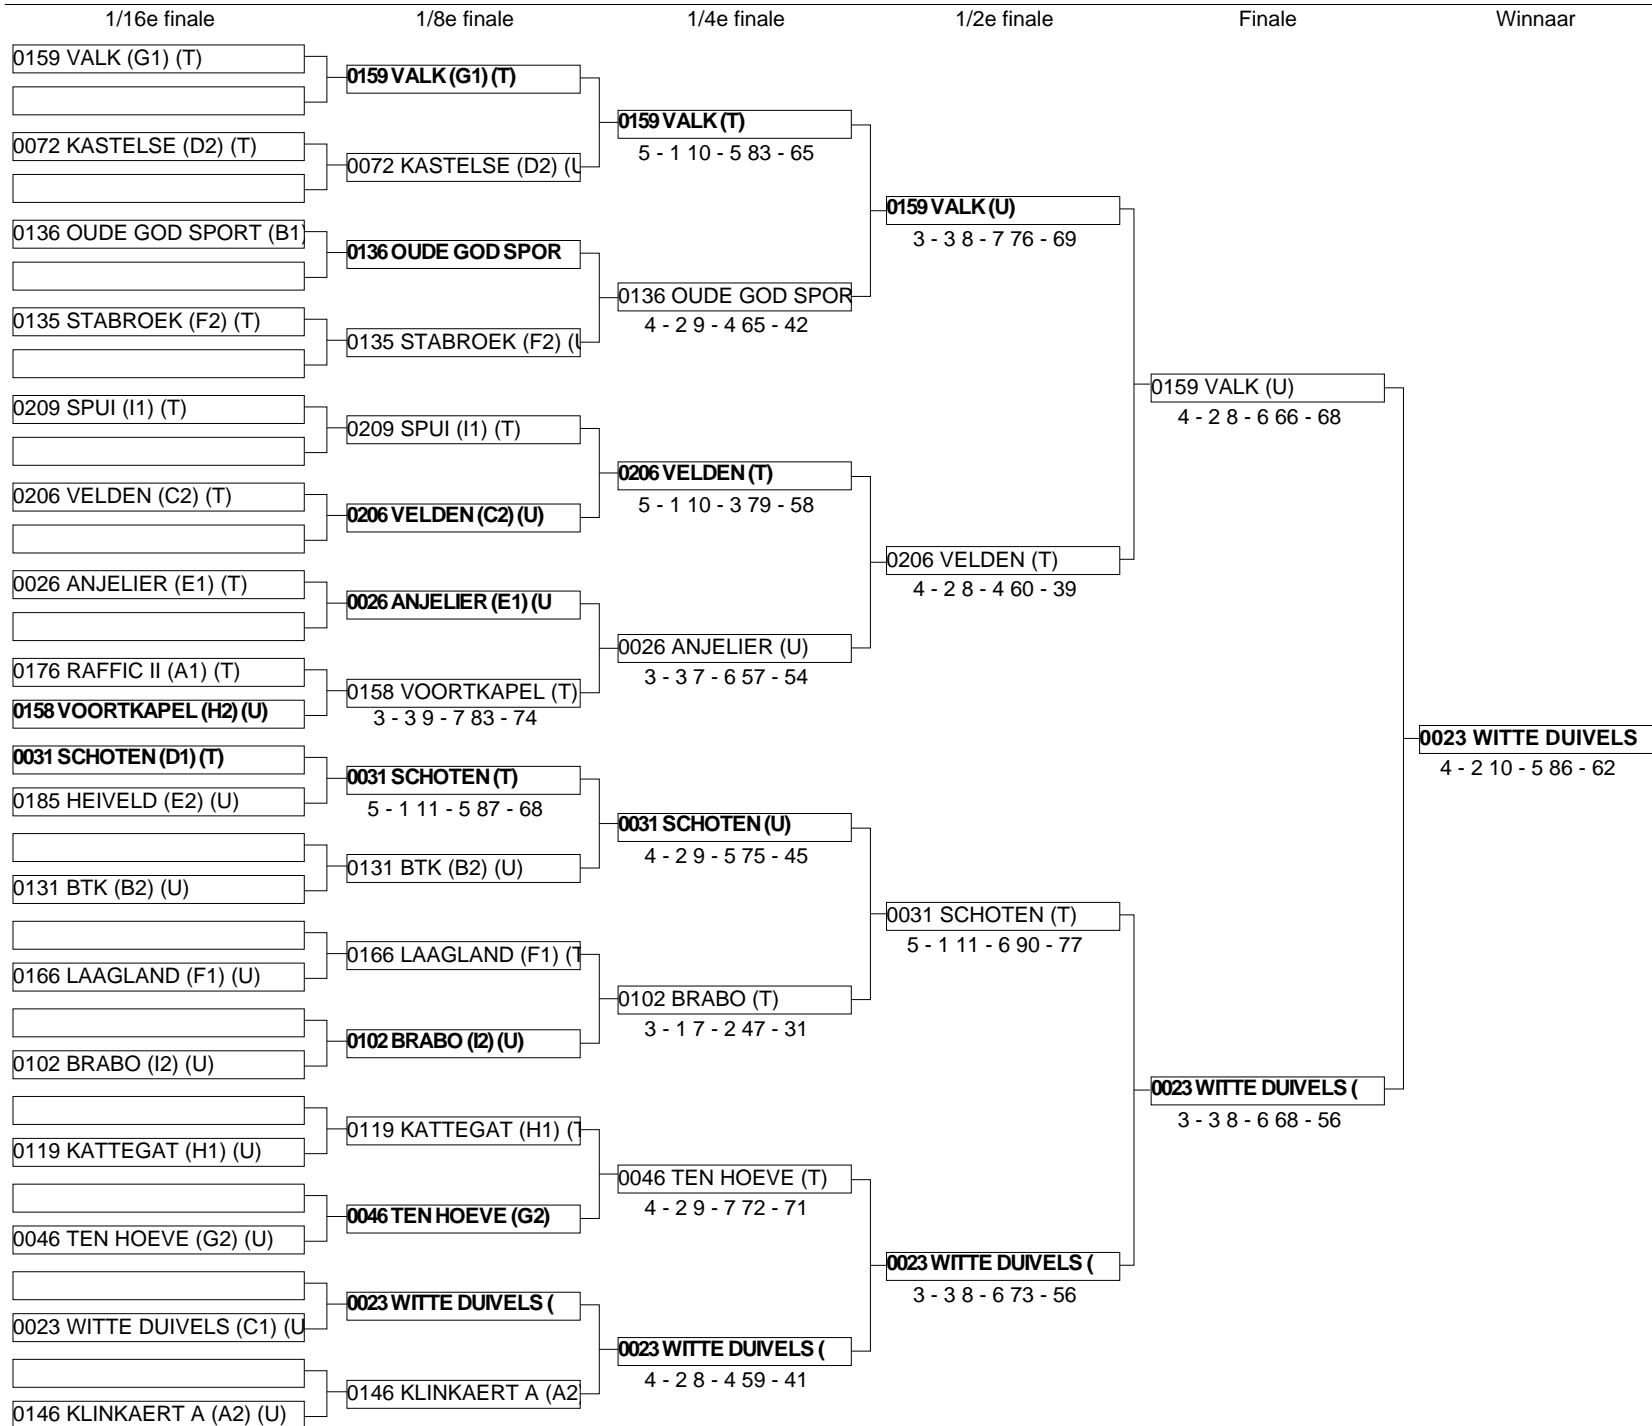 1/16e finale 1/8e finale 1/4e finale 1/2e finale Finale Winnaar
0159 VALK (G1) (T)
0072 KASTELSE (D2) (T)
0136 OUDE GOD SPORT (B1)
0135 STABROEK (F2) (T)
0209 SPUI (I1) (T)
0206 VELDEN (C2) (T)
0026 ANJELIER (E1) (T)
0176 RAFFIC II (A1) (T)
0158 VOORTKAPEL (H2) (U)
0031 SCHOTEN (D1) (T)
0185 HEIVELD (E2) (U)
0131 BTK (B2) (U)
0166 LAAGLAND (F1) (U)
0102 BRABO (I2) (U)
0119 KATTEGAT (H1) (U)
0046 TEN HOEVE (G2) (U)
0023 WITTE DUIVELS (C1) (U
0146 KLINKAERT A (A2) (U)
0159 VALK (G1) (T)
0072 KASTELSE (D2) (U
0136 OUDE GOD SPOR
0135 STABROEK (F2) (U
0209 SPUI (I1) (T)
0206 VELDEN (C2) (U)
0026 ANJELIER (E1) (U
0158 VOORTKAPEL (T)
3 - 3 9 - 7 83 - 74
0031 SCHOTEN (T)
5 - 1 11 - 5 87 - 68
0131 BTK (B2) (U)
0166 LAAGLAND (F1) (T
0102 BRABO (I2) (U)
0119 KATTEGAT (H1) (T
0046 TEN HOEVE (G2)
0023 WITTE DUIVELS (
0146 KLINKAERT A (A2)
0159 VALK (T)
5 - 1 10 - 5 83 - 65
0136 OUDE GOD SPOR
4 - 2 9 - 4 65 - 42
0206 VELDEN (T)
5 - 1 10 - 3 79 - 58
0026 ANJELIER (U)
3 - 3 7 - 6 57 - 54
0031 SCHOTEN (U)
4 - 2 9 - 5 75 - 45
0102 BRABO (T)
3 - 1 7 - 2 47 - 31
0046 TEN HOEVE (T)
4 - 2 9 - 7 72 - 71
0023 WITTE DUIVELS (
4 - 2 8 - 4 59 - 41
0159 VALK (U)
3 - 3 8 - 7 76 - 69
0206 VELDEN (T)
4 - 2 8 - 4 60 - 39
0031 SCHOTEN (T)
5 - 1 11 - 6 90 - 77
0023 WITTE DUIVELS (
3 - 3 8 - 6 73 - 56
0159 VALK (U)
4 - 2 8 - 6 66 - 68
0023 WITTE DUIVELS (
3 - 3 8 - 6 68 - 56
0023 WITTE DUIVELS
4 - 2 10 - 5 86 - 62